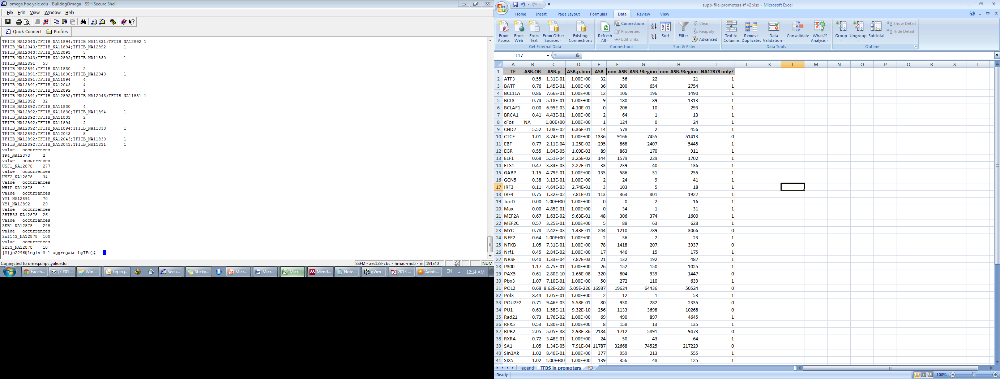 omega.hpc.yale.edu - BulldogOmega - SSH Secure Shell
File Edit View Window Help
Quick Connect Profiles
TFIIB_NA12043;TFIIB_NA11894;TFIIB_NA11831;TFIIB_NA12892 1
TFIIB_NA12043;TFIIB_NA11894;TFIIB_NA12892 1
TFIIB_NA12043;TFIIB_NA12891 3
TFIIB_NA12043;TFIIB_NA12892;TFIIB_NA11830 1
TFIIB_NA12891 53
TFIIB_NA12891;TFIIB_NA11830 2
TFIIB_NA12891;TFIIB_NA11830;TFIIB_NA12043 1
TFIIB_NA12891;TFIIB_NA11894 4
TFIIB_NA12891;TFIIB_NA12043 4
TFIIB_NA12891;TFIIB_NA12892 1
TFIIB_NA12891;TFIIB_NA12892;TFIIB_NA12043;TFIIB_NA11831 1
TFIIB_NA12892 32
TFIIB_NA12892;TFIIB_NA11830 4
TFIIB_NA12892;TFIIB_NA11830;TFIIB_NA11894 1
TFIIB_NA12892;TFIIB_NA11831 2
TFIIB_NA12892;TFIIB_NA11894 2
TFIIB_NA12892;TFIIB_NA11894;TFIIB_NA11830 1
TFIIB_NA12892;TFIIB_NA12043 5
TFIIB_NA12892;TFIIB_NA12043;TFIIB_NA11830 1
TFIIB_NA12892;TFIIB_NA12043;TFIIB_NA11831 1
value occurrences
TR4_NA12878 2
value occurrences
USF1_NA12878 277
value occurrences
USF2_NA12878 34
value occurrences
WHIP_NA12878 1
value occurrences
YY1_NA12891 70
YY1_NA12892 29
value occurrences
ZBTB33_NA12878 26
value occurrences
ZEB1_NA12878 248
value occurrences
Znf143_NA12878 100
value occurrences
ZZZ3_NA12878 10
[0|jc2296@login-0-1 aggregate_byTFs]$
Connected to omega.hpc.yale.edu SSH2 - aes128-cbc - hmac-md5 - nc 191x40 NUM
Faceb... [? #01... Win... fig in j... Secu... Sticky... Micr... Micr... Micr... Mend... Note... gVim 2013 ... Adob... EN 12:14 AM
supp-file-promoters-tf v2.xlsx - Microsoft Excel
Home Insert Page Layout Formulas Data Review View
From Access From Web From Text From Other Sources Existing Connections Refresh All Connections Properties Edit Links Sort Filter Clear Reapply Advanced Text to Columns Remove Duplicates Data Validation Consolidate What-If Analysis Group Ungroup Subtotal Show Detail Hide Detail
Get External Data Connections Sort & Filter Data Tools Outline
L17 fx
A B C D E F G H I J K L M N O P Q R S T
1 TF ASB.OR ASB.p ASB.p.bon ASB non-ASB ASB.!Region non-ASB.!Region NA12878 only?
2 ATF3 0.55 1.31E-01 1.00E+00 32 56 22 21 1
3 BATF 0.76 1.45E-01 1.00E+00 36 200 654 2754 1
4 BCL11A 0.86 7.66E-01 1.00E+00 12 106 196 1490 1
5 BCL3 0.74 5.18E-01 1.00E+00 9 180 89 1313 1
6 BCLAF1 0.00 6.95E-03 4.10E-01 0 206 10 293 1
7 BRCA1 0.41 4.43E-01 1.00E+00 2 64 1 13 1
8 cFos NA 1.00E+00 1.00E+00 1 124 0 24 1
9 CHD2 5.52 1.08E-02 6.36E-01 14 578 2 456 1
10 CTCF 1.01 8.74E-01 1.00E+00 1336 9166 7455 51413 0
11 EBF 0.77 2.11E-04 1.25E-02 295 868 2407 5445 1
12 EGR 0.55 1.84E-05 1.09E-03 89 863 170 911 1
13 ELF1 0.68 5.51E-04 3.25E-02 144 1579 229 1702 1
14 ETS1 0.47 3.84E-03 2.27E-01 33 239 40 136 1
15 GABP 1.15 4.79E-01 1.00E+00 135 586 51 255 1
16 GCN5 0.38 3.13E-01 1.00E+00 2 24 9 41 1
17 IRF3 0.11 4.64E-03 2.74E-01 3 103 5 18 1
18 IRF4 0.75 1.32E-02 7.81E-01 113 363 801 1927 1
19 JunD 0.00 1.00E+00 1.00E+00 0 0 2 16 1
20 Max 0.00 4.85E-01 1.00E+00 0 34 1 31 1
21 MEF2A 0.67 1.63E-02 9.63E-01 48 306 374 1600 1
22 MEF2C 0.57 3.25E-01 1.00E+00 5 88 63 628 1
23 MYC 0.78 2.42E-03 1.43E-01 244 1210 789 3066 0
24 NFE2 0.64 1.00E+00 1.00E+00 2 36 2 23 1
25 NFKB 1.05 7.31E-01 1.00E+00 78 1418 207 3937 0
26 Nrf1 0.45 2.84E-02 1.00E+00 17 446 15 175 1
27 NRSF 0.40 1.33E-04 7.87E-03 21 132 192 487 1
28 P300 1.17 4.75E-01 1.00E+00 26 152 150 1025 1
29 PAX5 0.61 2.80E-10 1.65E-08 320 804 939 1447 0
30 Pbx3 1.07 7.10E-01 1.00E+00 50 272 110 639 1
31 POL2 0.68 8.62E-228 5.09E-226 16987 19624 64436 50524 0
32 Pol3 8.44 1.05E-01 1.00E+00 2 12 1 53 1
33 POU2F2 0.71 9.46E-03 5.58E-01 80 930 282 2335 0
34 PU1 0.63 1.58E-11 9.32E-10 256 1133 3698 10268 0
35 Rad21 0.73 1.76E-02 1.00E+00 69 490 897 4645 1
36 RFX5 0.53 1.80E-01 1.00E+00 8 158 13 135 1
37 RPB2 2.05 5.05E-88 2.98E-86 2184 1712 5891 9473 0
38 RXRA 0.72 3.48E-01 1.00E+00 24 50 43 64 1
39 SA1 1.05 1.34E-05 7.91E-04 11787 32668 74525 217229 0
40 Sin3Ak 1.02 8.40E-01 1.00E+00 377 959 213 555 1
41 SIX5 1.02 1.00E+00 1.00E+00 139 356 48 125 1
legend TFBS in promoters
Ready 100%